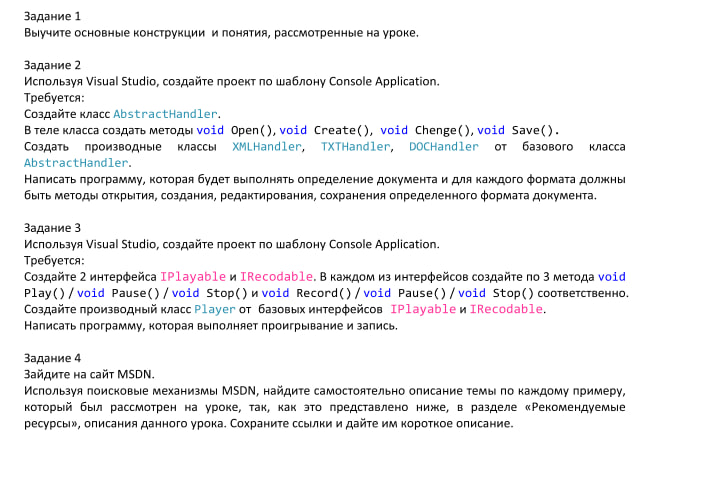 Задание 1
Выучите основные конструкции и понятия, рассмотренные на уроке.
Задание 2
Используя Visual Studio, создайте проект по шаблону Console Application.
Требуется:
Создайте класс AbstractHandler.
В теле класса создать методы void Open(), void Create(), void Chenge(), void Save().
Создать производные классы XMLHandler, TXTHandler, DOCHandler от базового класса
AbstractHandler.
Написать программу, которая будет выполнять определение документа и для каждого формата должны
быть методы открытия, создания, редактирования, сохранения определенного формата документа.
Задание 3
Используя Visual Studio, создайте проект по шаблону Console Application.
Требуется:
Создайте 2 интерфейса IPlayable и IRecodable. В каждом из интерфейсов создайте по 3 метода void
Play() / void Pause() / void Stop() и void Record() / void Pause() / void Stop() соответственно.
Создайте производный класс Player от базовых интерфейсов IPlayable и IRecodable.
Написать программу, которая выполняет проигрывание и запись.
Задание 4
Зайдите на сайт MSDN.
Используя поисковые механизмы MSDN, найдите самостоятельно описание темы по каждому примеру,
который был рассмотрен на уроке, так, как это представлено ниже, в разделе «Рекомендуемые
ресурсы», описания данного урока. Сохраните ссылки и дайте им короткое описание.